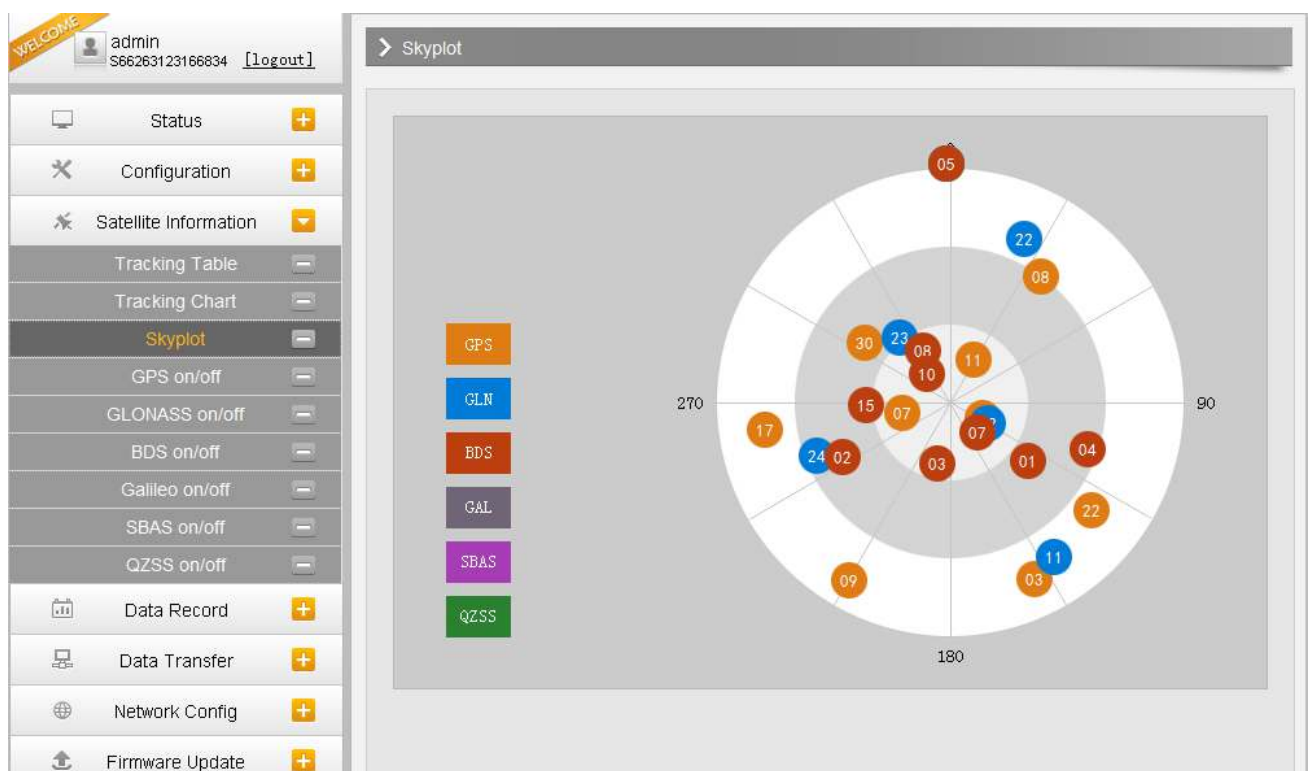 WELCOME
admin
S66263123166834 [logout]
Status
Configuration
Satellite Information
Tracking Table
Tracking Chart
Skyplot
GPS on/off
GLONASS on/off
BDS on/off
Galileo on/off
SBAS on/off
QZSS on/off
Data Record
Data Transfer
Network Config
Firmware Update
Skyplot
GPS
GLN
BDS
GAL
SBAS
QZSS
05
22
08
30
23
08
11
10
270
15
07
90
17
07
24
02
03
01
04
22
11
09
03
180